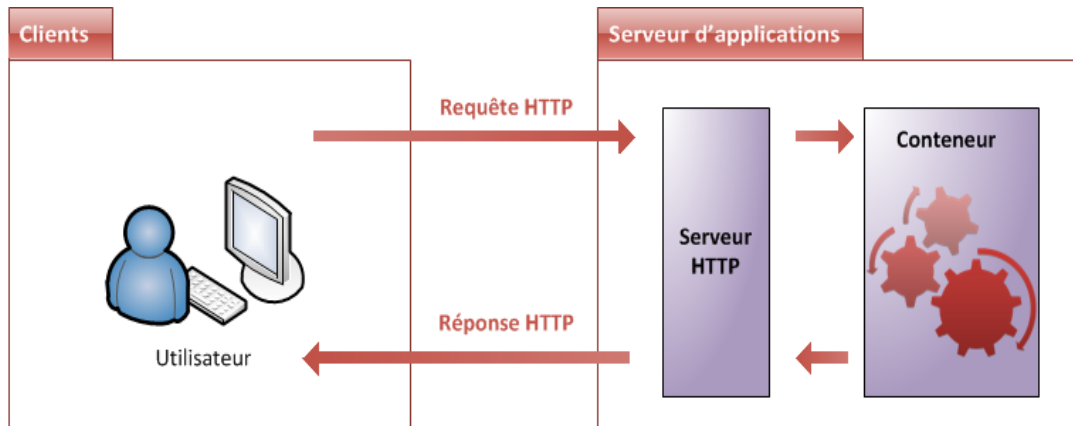 Clients
Serveur d'applications
Requête HTTP
Conteneur
Serveur
HTTP
Réponse HTTP
Utilisateur